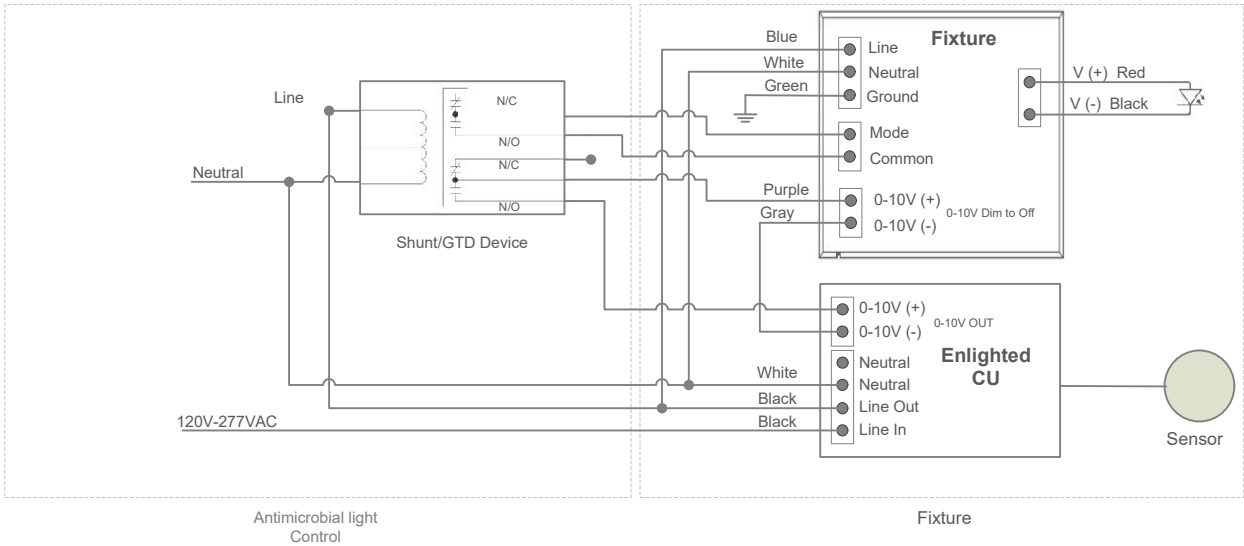 Line
Neutral
N/C
N/O
N/C
N/O
Shunt/GTD Device
120V-277VAC
Blue
White
Green
Purple
Gray
White
Black
Black
Fixture
Line
Neutral
Ground
Mode
Common
0-10V (+)
0-10V (-)
0-10V Dim to Off
V (+) Red
V (-) Black
0-10V (+)
0-10V (-)
0-10V OUT
Enlighted
CU
Neutral
Neutral
Line Out
Line In
Sensor
Antimicrobial light
Control
Fixture